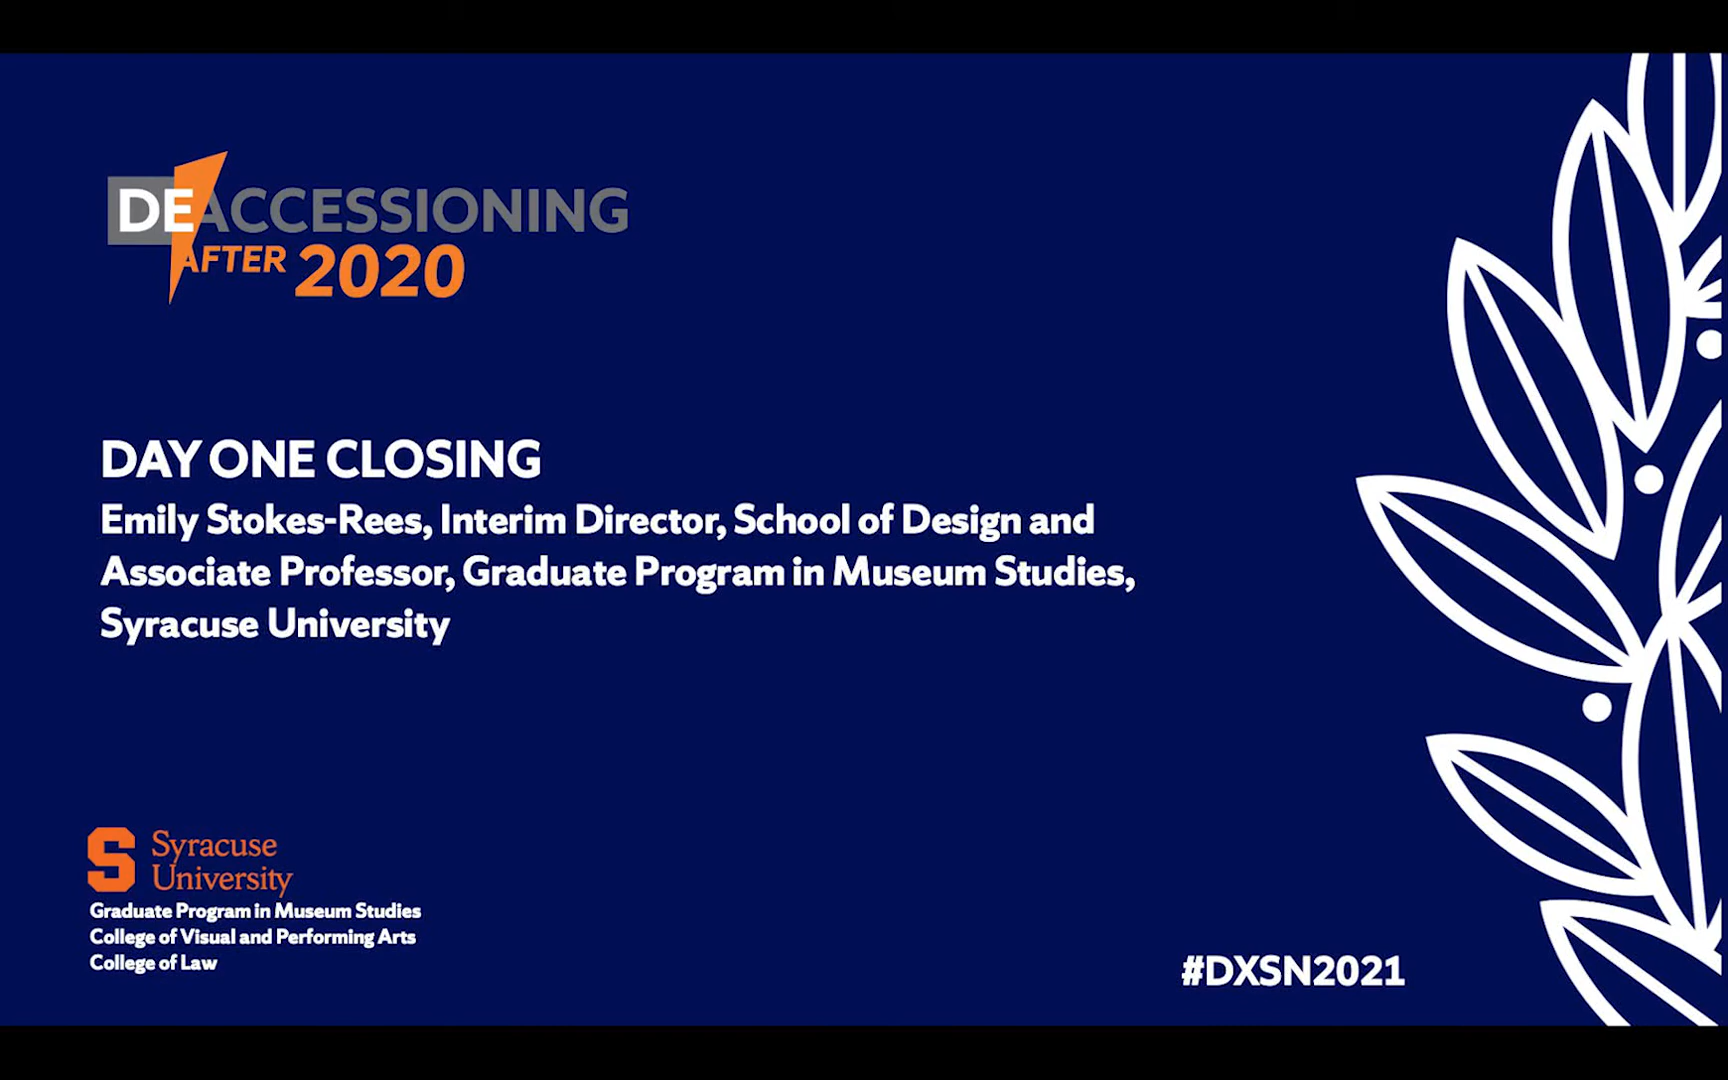 DEACCESSIONING
AFTER 2020
DAY ONE CLOSING
Emily Stokes-Rees, Interim Director, School of Design and
Associate Professor, Graduate Program in Museum Studies,
Syracuse University
S Syracuse
University
Graduate Program in Museum Studies
College of Visual and Performing Arts
College of Law
#DXSN2021